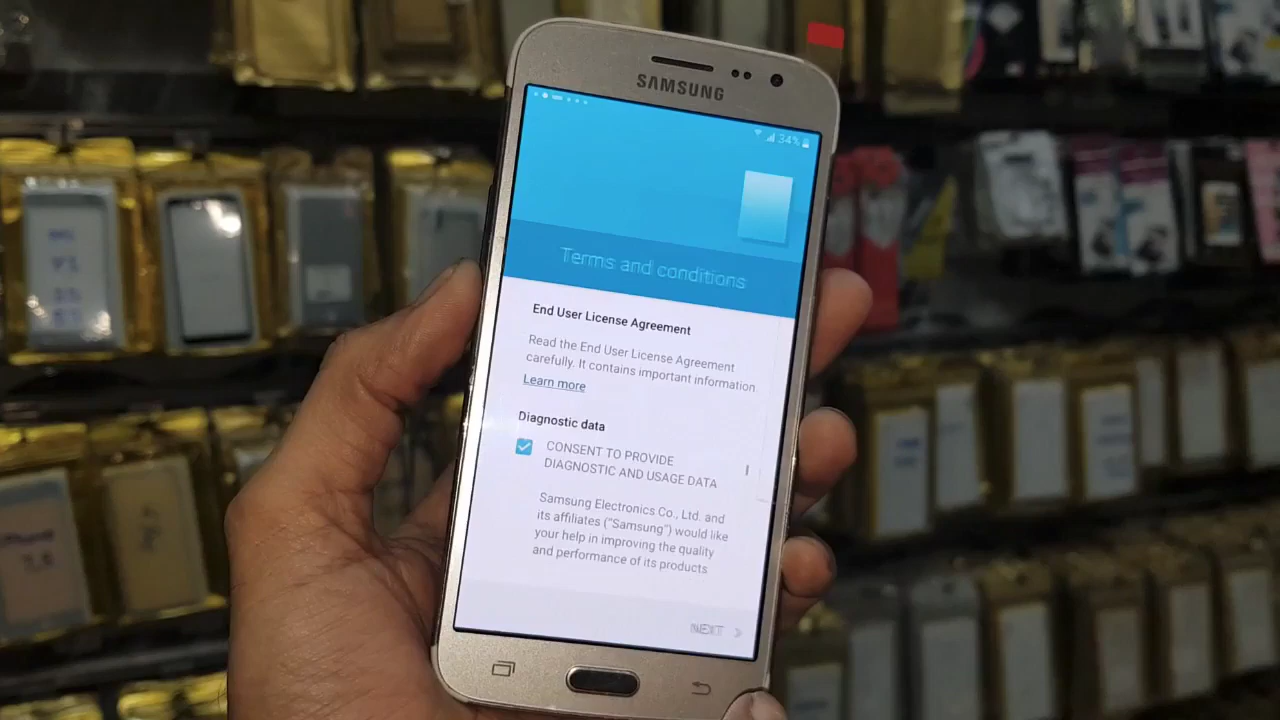 SAMSUNG
34%
Terms and conditions
End User License Agreement
Read the End User License Agreement
carefully. It contains important information.
Learn more
Diagnostic data
CONSENT TO PROVIDE
DIAGNOSTIC AND USAGE DATA
Samsung Electronics Co., Ltd. and
its affiliates ("Samsung") would like
your help in improving the quality
and performance of its products
NEXT